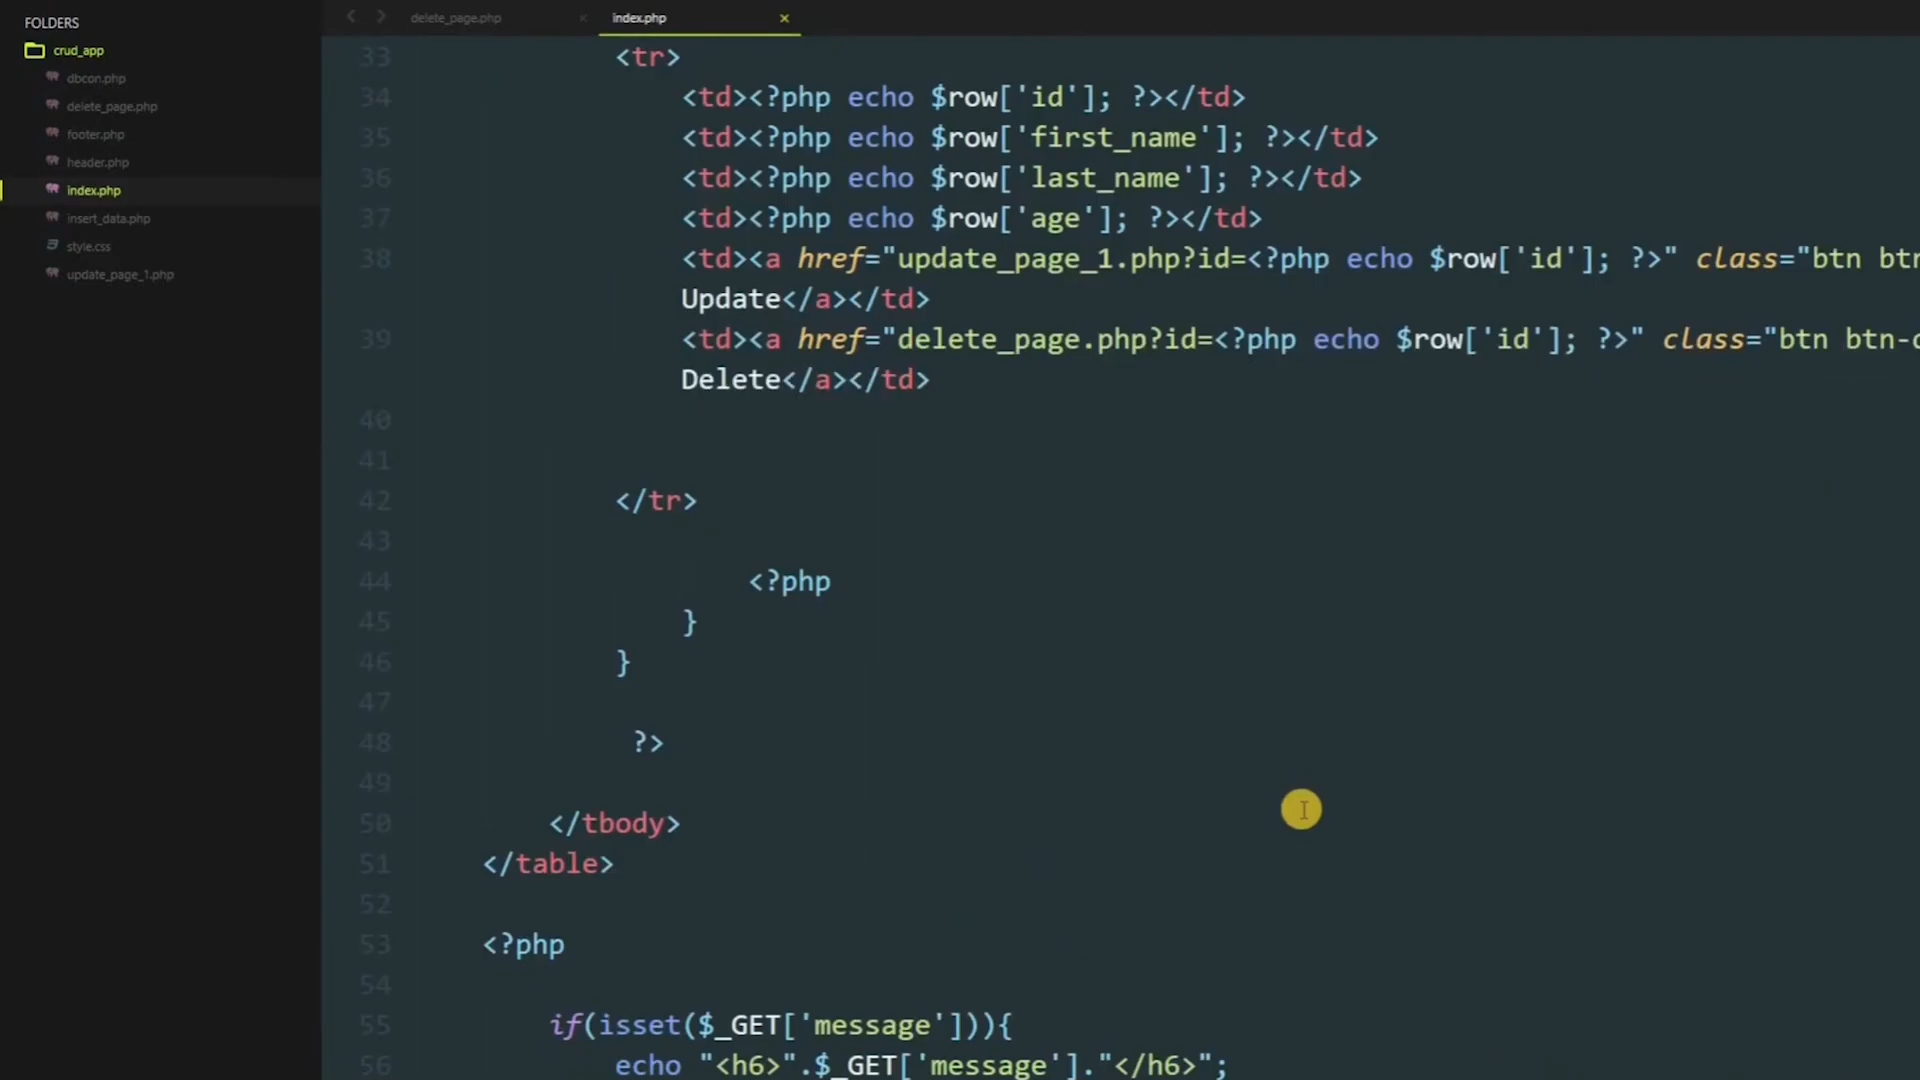 FOLDERS
crud_app
dbcon.php
delete_page.php
footer.php
header.php
index.php
insert_data.php
style.css
update_page_1.php
delete_page.php
index.php
33 <tr>
34 <td><?php echo $row['id']; ?></td>
35 <td><?php echo $row['first_name']; ?></td>
36 <td><?php echo $row['last_name']; ?></td>
37 <td><?php echo $row['age']; ?></td>
38 <td><a href="update_page_1.php?id=<?php echo $row['id']; ?>" class="btn
Update</a></td>
39 <td><a href="delete_page.php?id=<?php echo $row['id']; ?>" class="btn
Delete</a></td>
40
41
42 </tr>
43
44 <?php
45 }
46 }
47
48 ?>
49
50 </tbody>
51 </table>
52
53 <?php
54
55 if(isset($_GET['message'])){
56 echo "<h6>".$_GET['message']."</h6>";